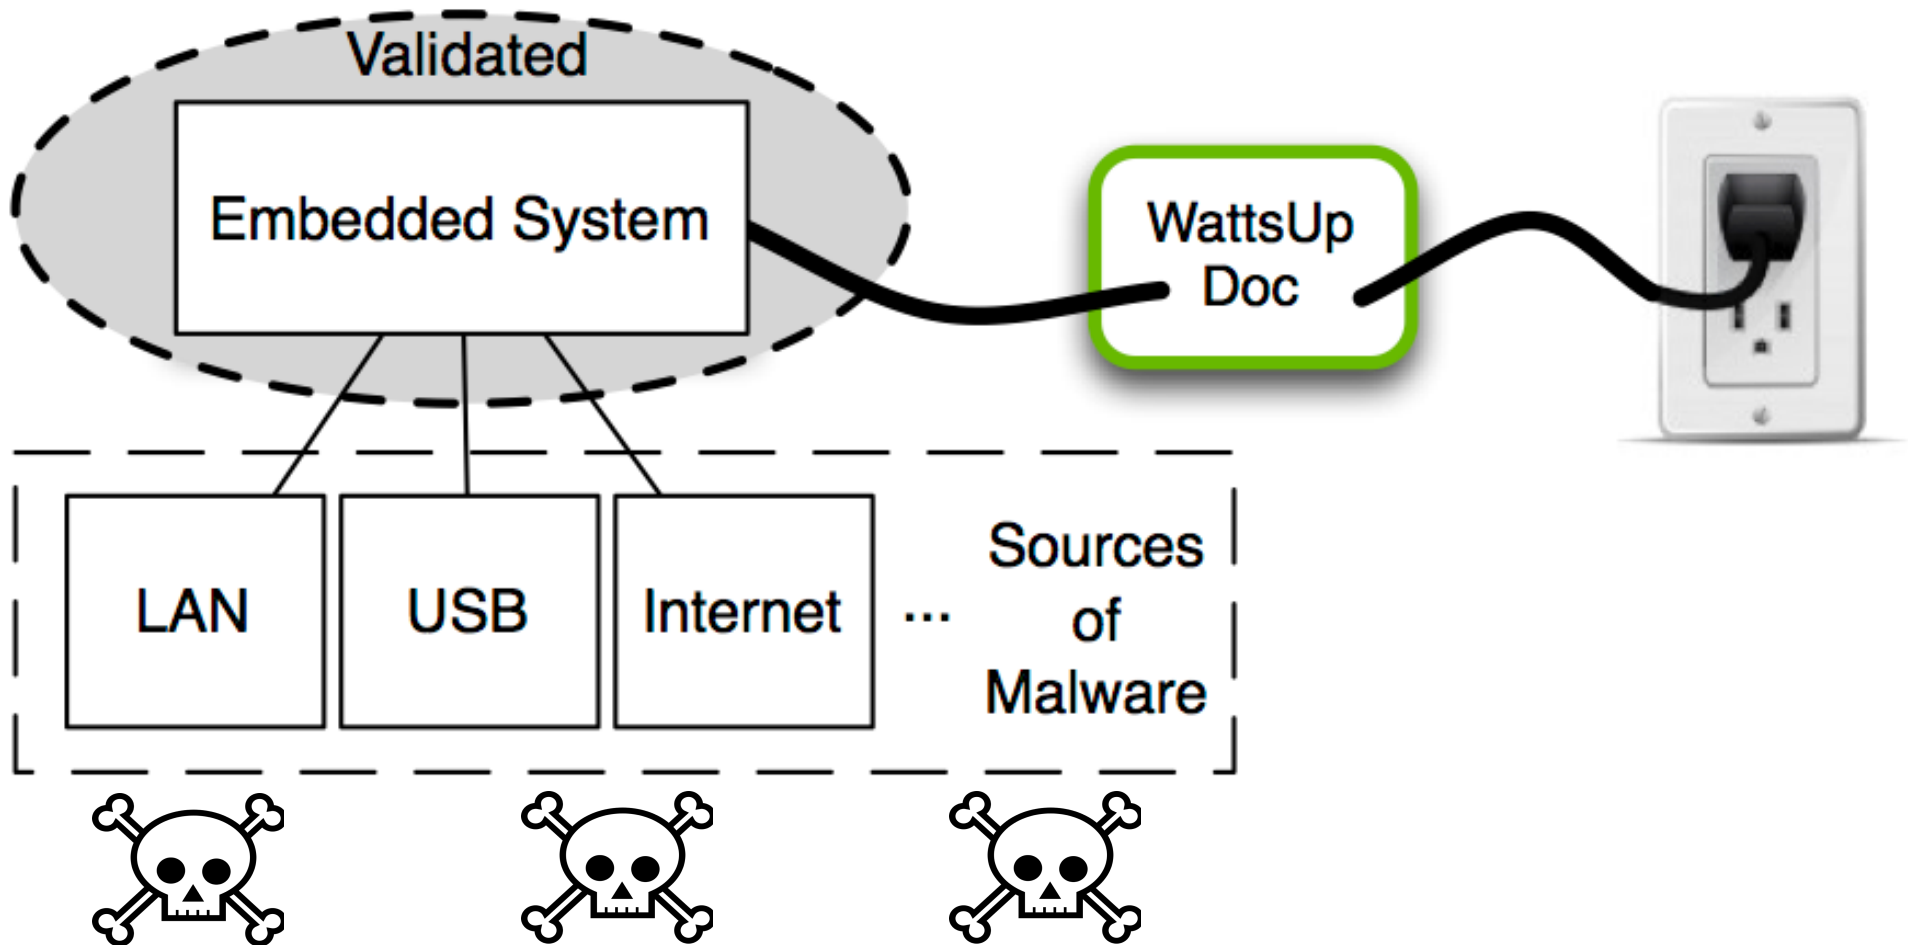 Validated
Embedded System
WattsUp
Doc
LAN
USB
Internet
...
Sources
of
Malware